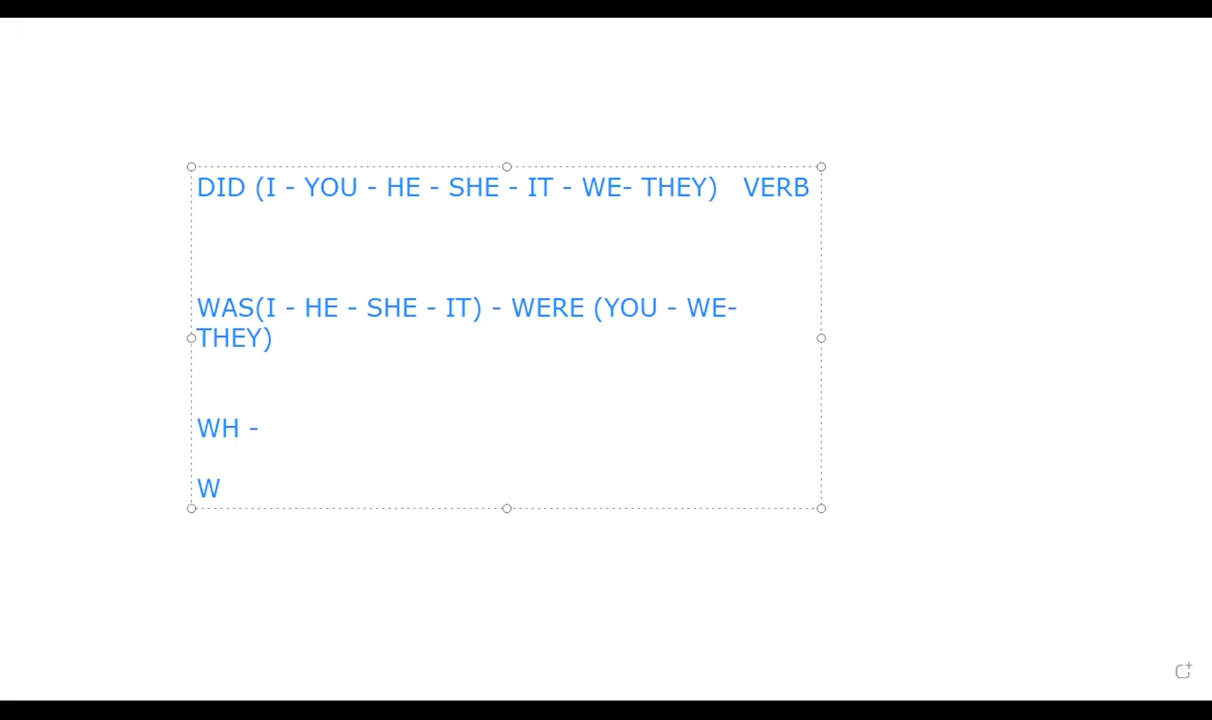 DID (I - YOU - HE - SHE - IT - WE- THEY)   VERB
WAS(I - HE - SHE - IT) - WERE (YOU - WE-
THEY)
WH -
W